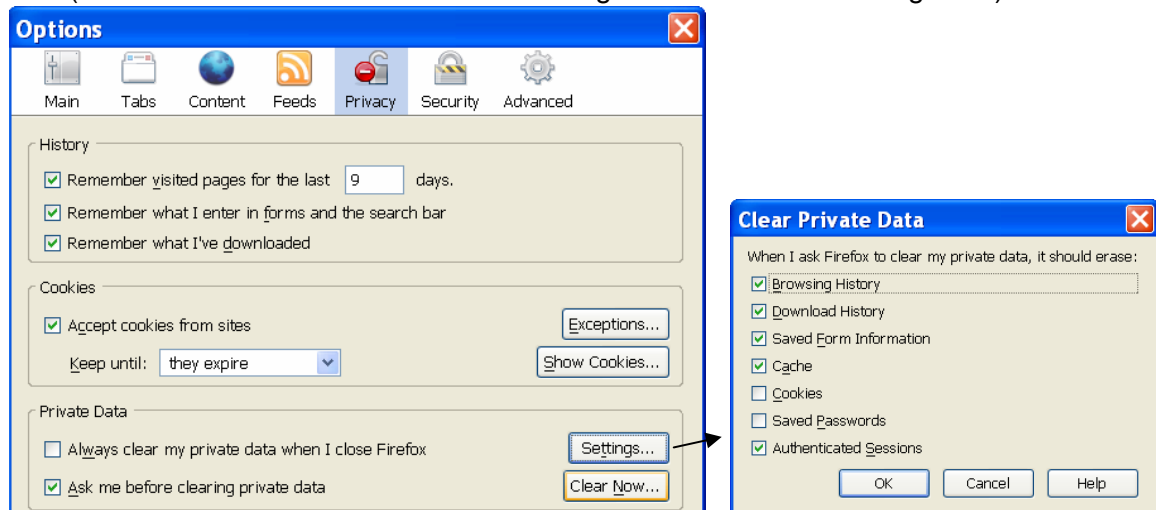 Options
Main Tabs Content Feeds Privacy Security Advanced
History
Remember visited pages for the last 9 days.
Remember what I enter in forms and the search bar
Remember what I've downloaded
Cookies
Accept cookies from sites Exceptions...
Keep until: they expire Show Cookies...
Private Data
Always clear my private data when I close Firefox Settings...
Ask me before clearing private data Clear Now...
Clear Private Data
When I ask Firefox to clear my private data, it should erase:
Browsing History
Download History
Saved Form Information
Cache
Cookies
Saved Passwords
Authenticated Sessions
OK Cancel Help